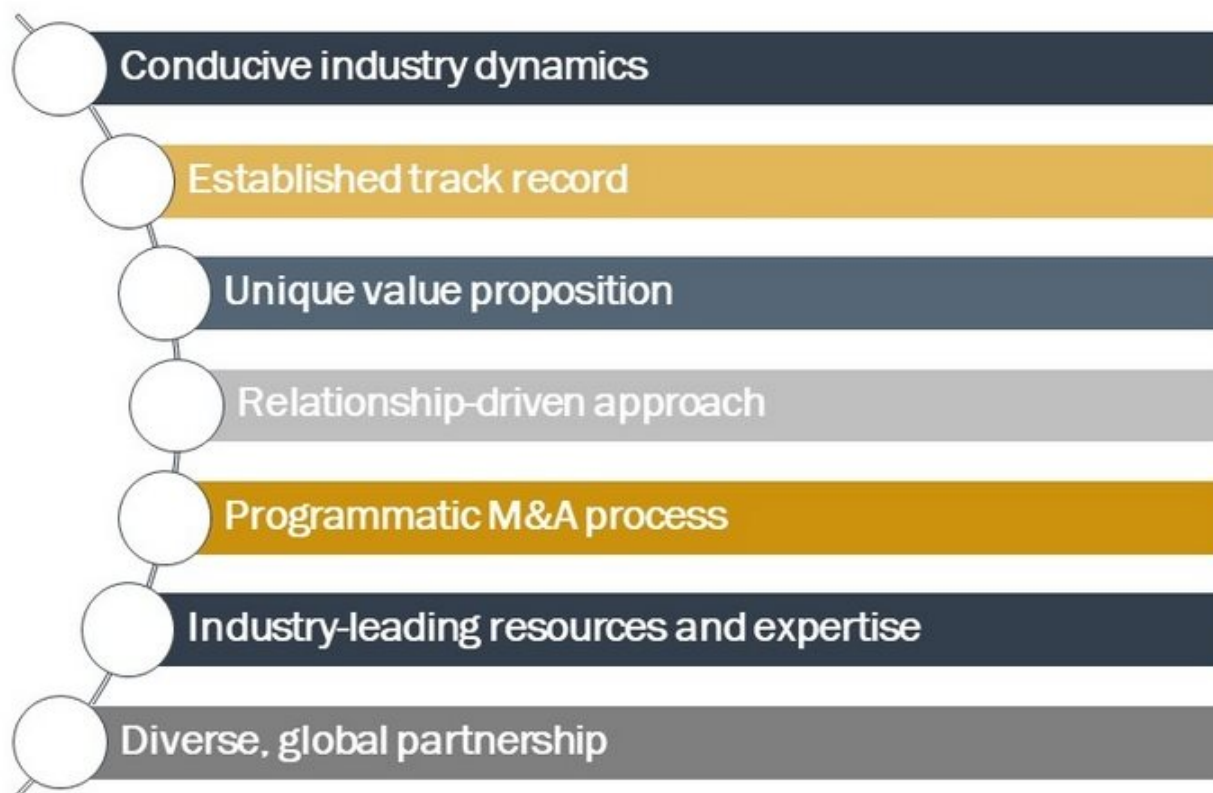 Conducive industry dynamics
Established track record
Unique value proposition
Relationship-driven approach
Programmatic M&A process
Industry-leading resources and expertise
Diverse, global partnership